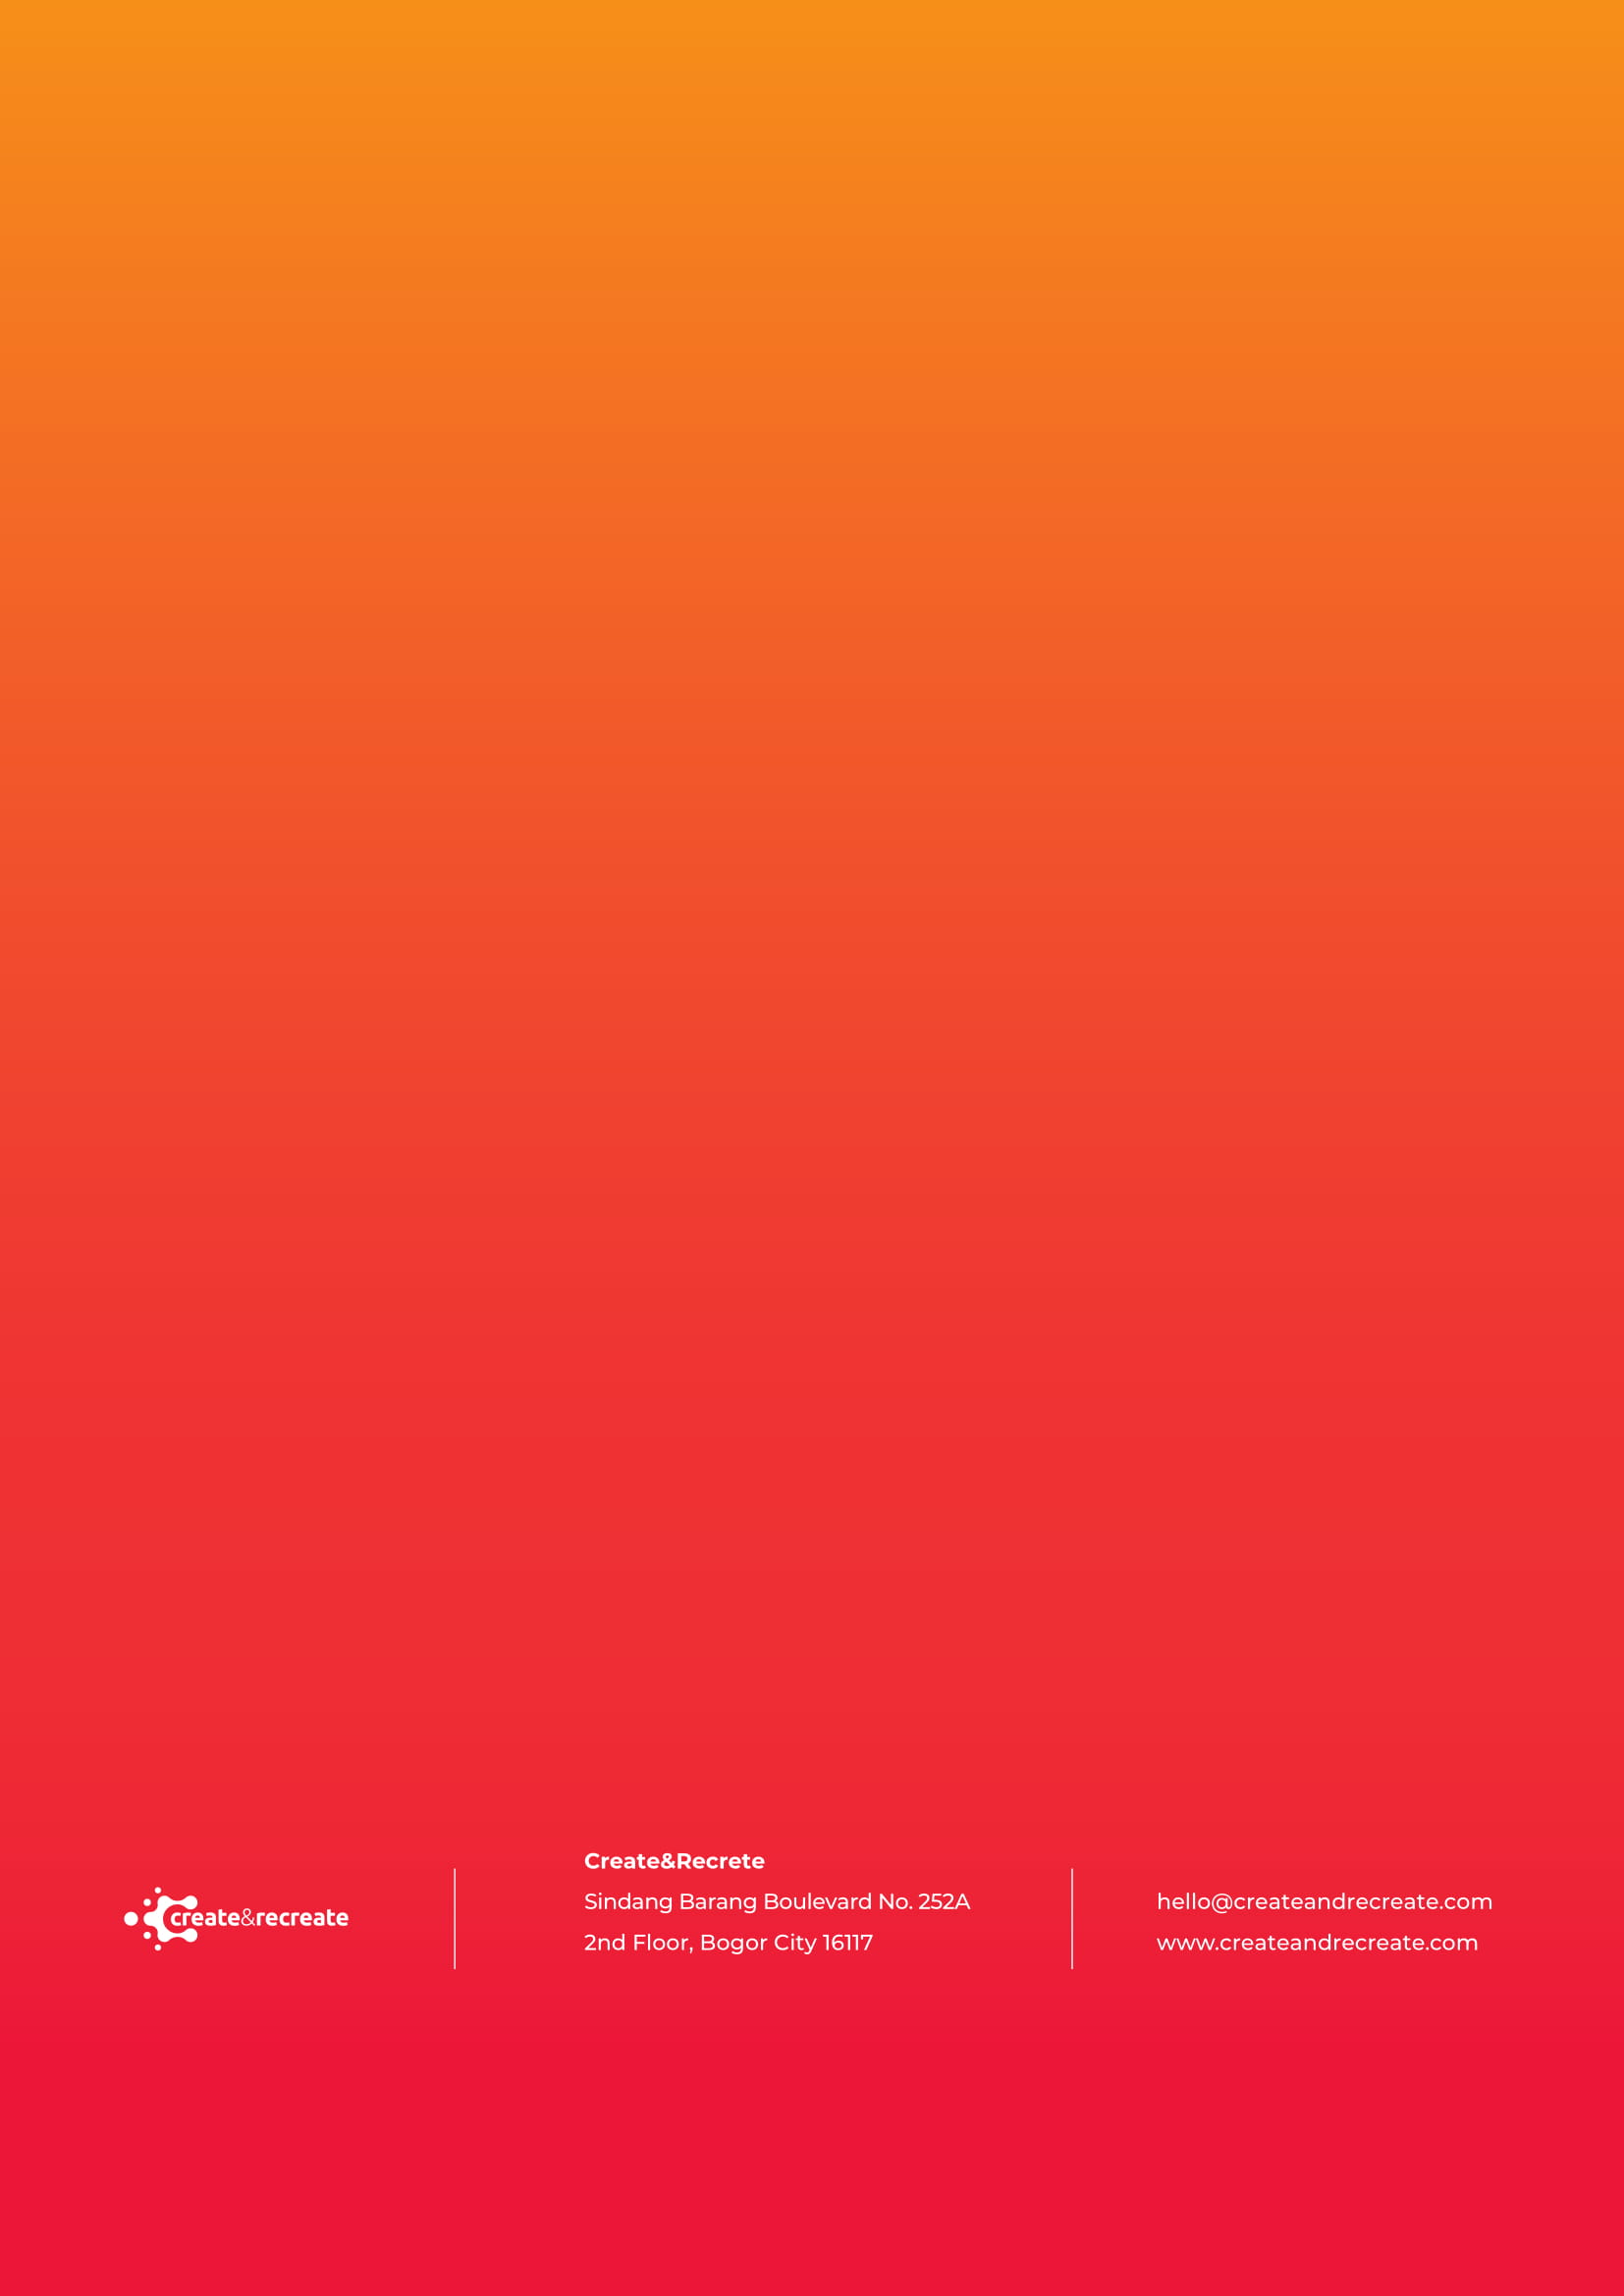 create&recreate
Create&Recrete
Sindang Barang Boulevard No. 252A
2nd Floor, Bogor City 16117
hello@createandrecreate.com
www.createandrecreate.com